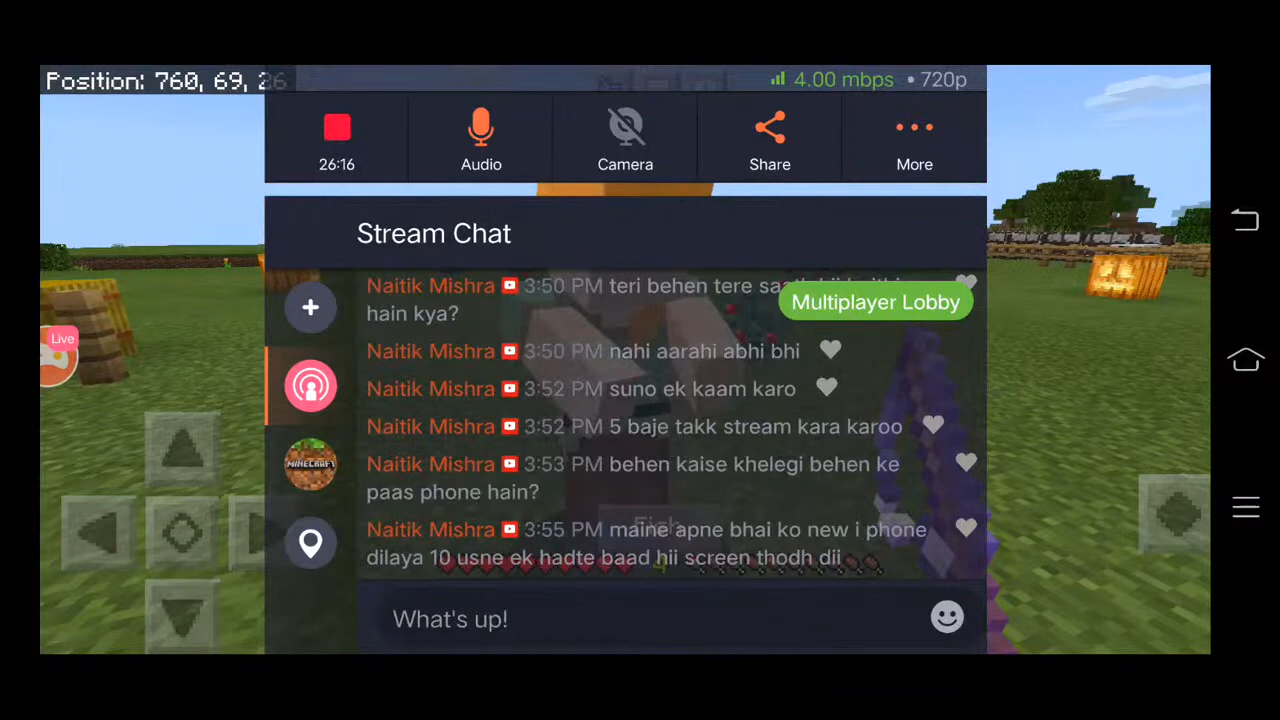 Position: 760, 69, 26
4.00 mbps • 720p
26:16
Audio
Camera
Share
More
Stream Chat
Naitik Mishra 3:50 PM teri behen tere
hain kya?
Multiplayer Lobby
Naitik Mishra 3:50 PM nahi aarahi abhi bhi
Live
Naitik Mishra 3:52 PM suno ek kaam karo
Naitik Mishra 3:52 PM 5 baje takk stream kara karoo
MINECRAFT
Naitik Mishra 3:53 PM behen kaise khelegi behen ke
paas phone hain?
Naitik Mishra 3:55 PM maine apne bhai ko new i phone
dilaya 10 usne ek hadte baad hii screen thodh dii
What's up!